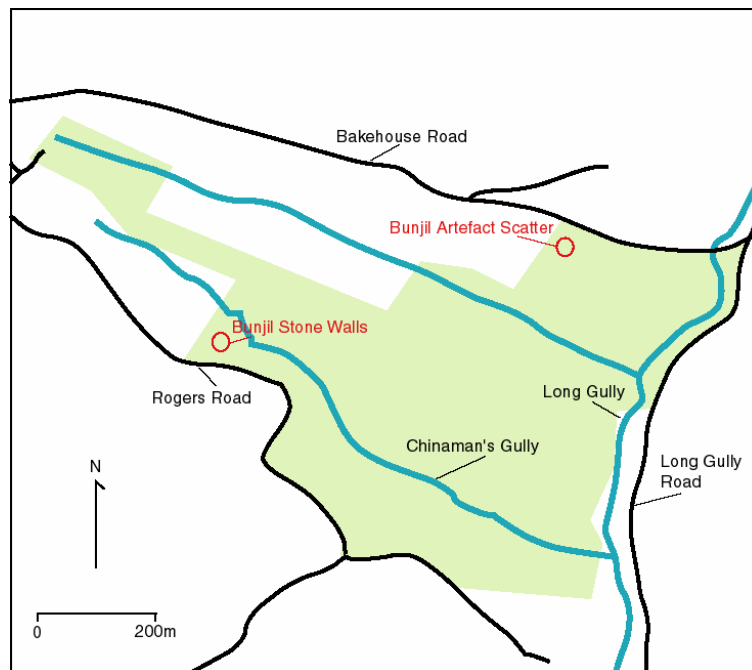 Bakehouse Road
Bunjil Artefact Scatter
Bunjil Stone Walls
Rogers Road
Long Gully
Chinaman's Gully
Long Gully
Road
N
0 200m